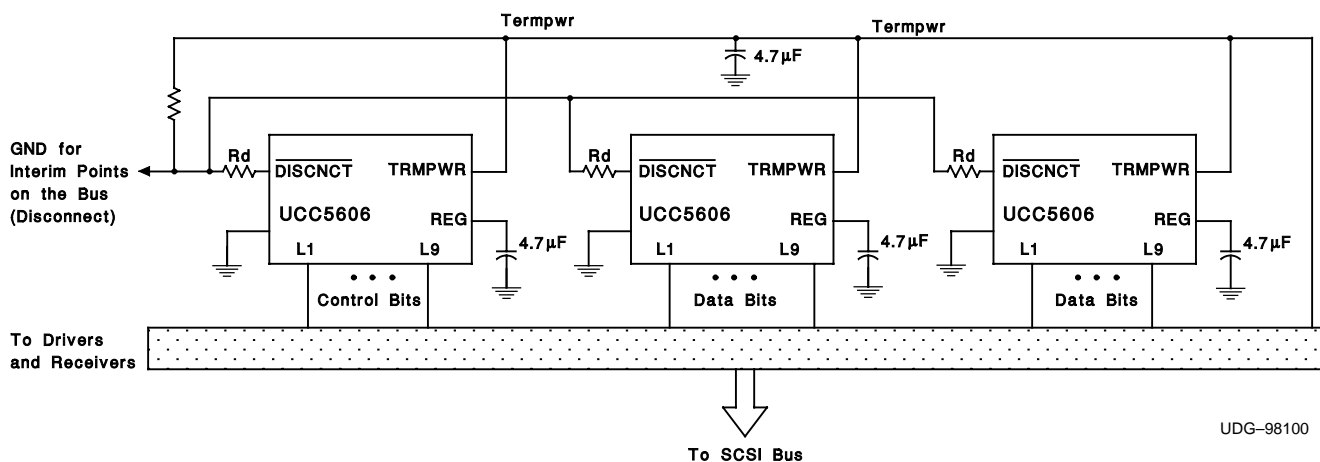 Termpwr
Termpwr
4.7µF
GND for
Interim Points
on the Bus
(Disconnect)
Rd
DISCNCT
TRMPWR
UCC5606
REG
L1
L9
4.7µF
Control Bits
Rd
DISCNCT
TRMPWR
UCC5606
REG
L1
L9
4.7µF
Data Bits
Rd
DISCNCT
TRMPWR
UCC5606
REG
L1
L9
4.7µF
Data Bits
To Drivers
and Receivers
To SCSI Bus
UDG–98100